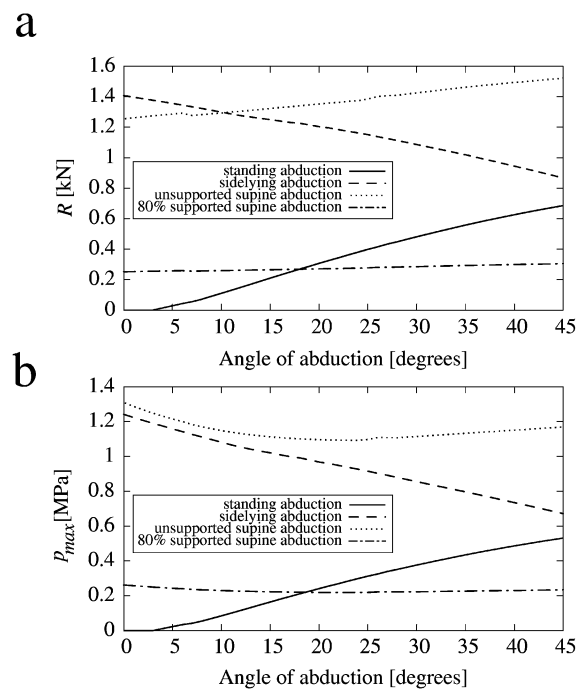 a
1.6
1.4
1.2
1
0.8
0.6
0.4
0.2
0
R [kN]
standing abduction
sidelying abduction
unsupported supine abduction
80% supported supine abduction
0 5 10 15 20 25 30 35 40 45
Angle of abduction [degrees]
b
1.4
1.2
1
0.8
0.6
0.4
0.2
0
pmax[MPa]
standing abduction
sidelying abduction
unsupported supine abduction
80% supported supine abduction
0 5 10 15 20 25 30 35 40 45
Angle of abduction [degrees]